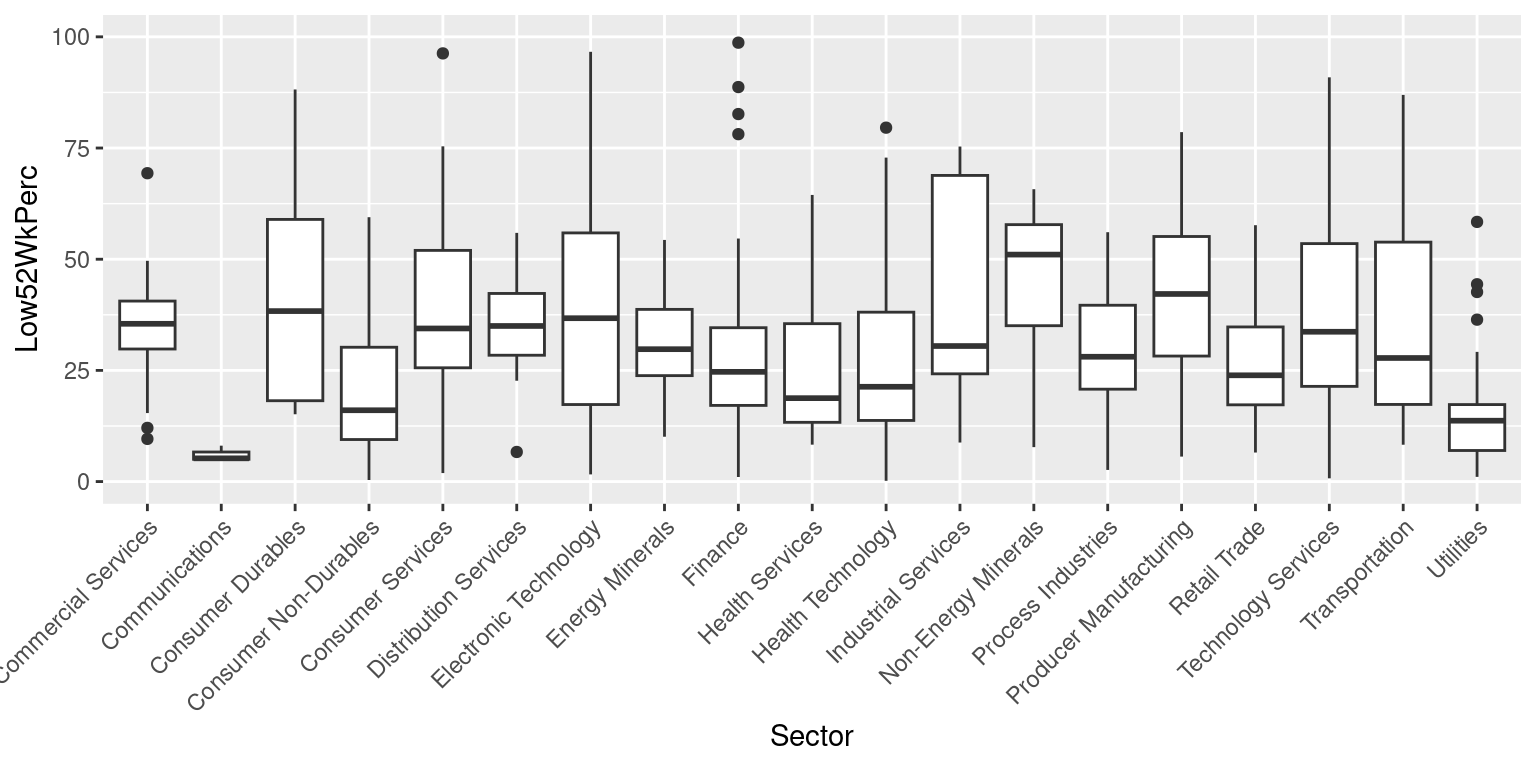 100
75
50
25
0
Low52WkPerc
Commercial Services
Communications
Consumer Durables
Consumer Non-Durables
Consumer Services
Distribution Services
Electronic Technology
Energy Minerals
Finance
Health Services
Health Technology
Industrial Services
Non-Energy Minerals
Process Industries
Producer Manufacturing
Retail Trade
Technology Services
Transportation
Utilities
Sector